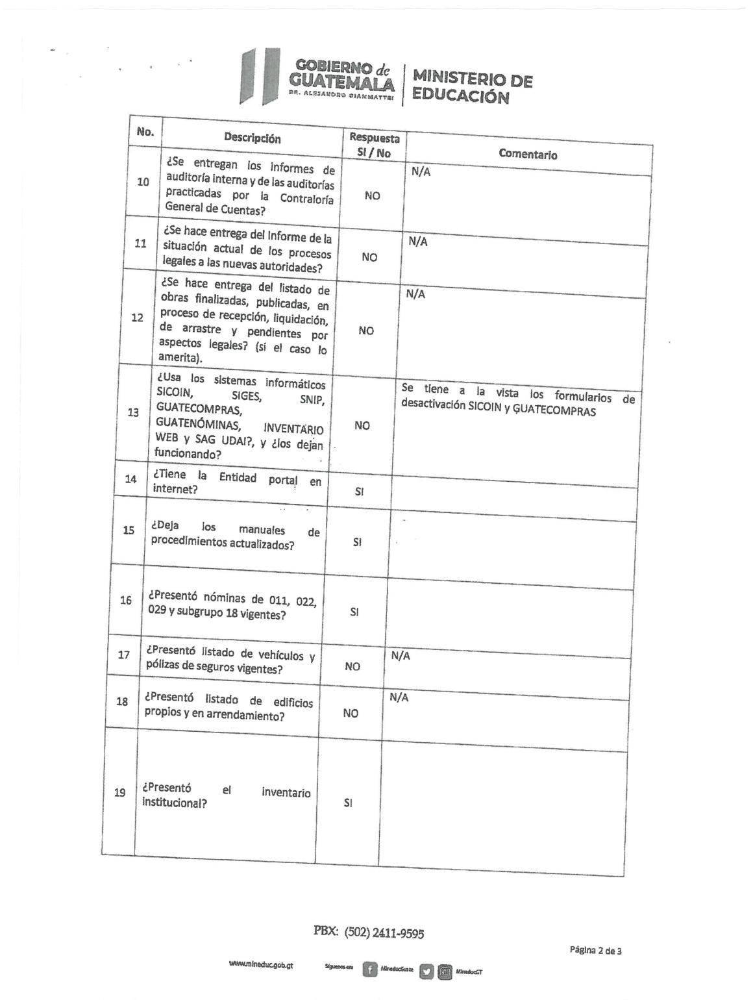 GOBIERNO de
GUATEMALA
DR. ALEJANDRO GIAMMATTEI
MINISTERIO DE
EDUCACIÓN
No.
Descripción
Respuesta
SI / No
Comentario
10
¿Se entregan los informes de
auditoría interna y de las auditorías
practicadas por la Contraloría
General de Cuentas?
NO
N/A
11
¿Se hace entrega del Informe de la
situación actual de los procesos
legales a las nuevas autoridades?
NO
N/A
12
¿Se hace entrega del listado de
obras finalizadas, publicadas, en
proceso de recepción, liquidación,
de arrastre y pendientes por
aspectos legales? (si el caso lo
amerita).
NO
N/A
13
¿Usa los sistemas informáticos
SICOIN, SIGES, SNIP,
GUATECOMPRAS,
GUATENÓMINAS, INVENTARIO
WEB y SAG UDAI?, y ¿los dejan
funcionando?
NO
Se tiene a la vista los formularios de
desactivación SICOIN y GUATECOMPRAS
14
¿Tiene la Entidad portal en
internet?
SI
15
¿Deja los manuales de
procedimientos actualizados?
SI
16
¿Presentó nóminas de 011, 022,
029 y subgrupo 18 vigentes?
SI
17
¿Presentó listado de vehículos y
pólizas de seguros vigentes?
NO
N/A
18
¿Presentó listado de edificios
propios y en arrendamiento?
NO
N/A
19
¿Presentó el inventario
institucional?
SI
PBX: (502) 2411-9595
Página 2 de 3
www.mineduc.gob.gt
Síguenos en:
MineducGuate
MineducGT